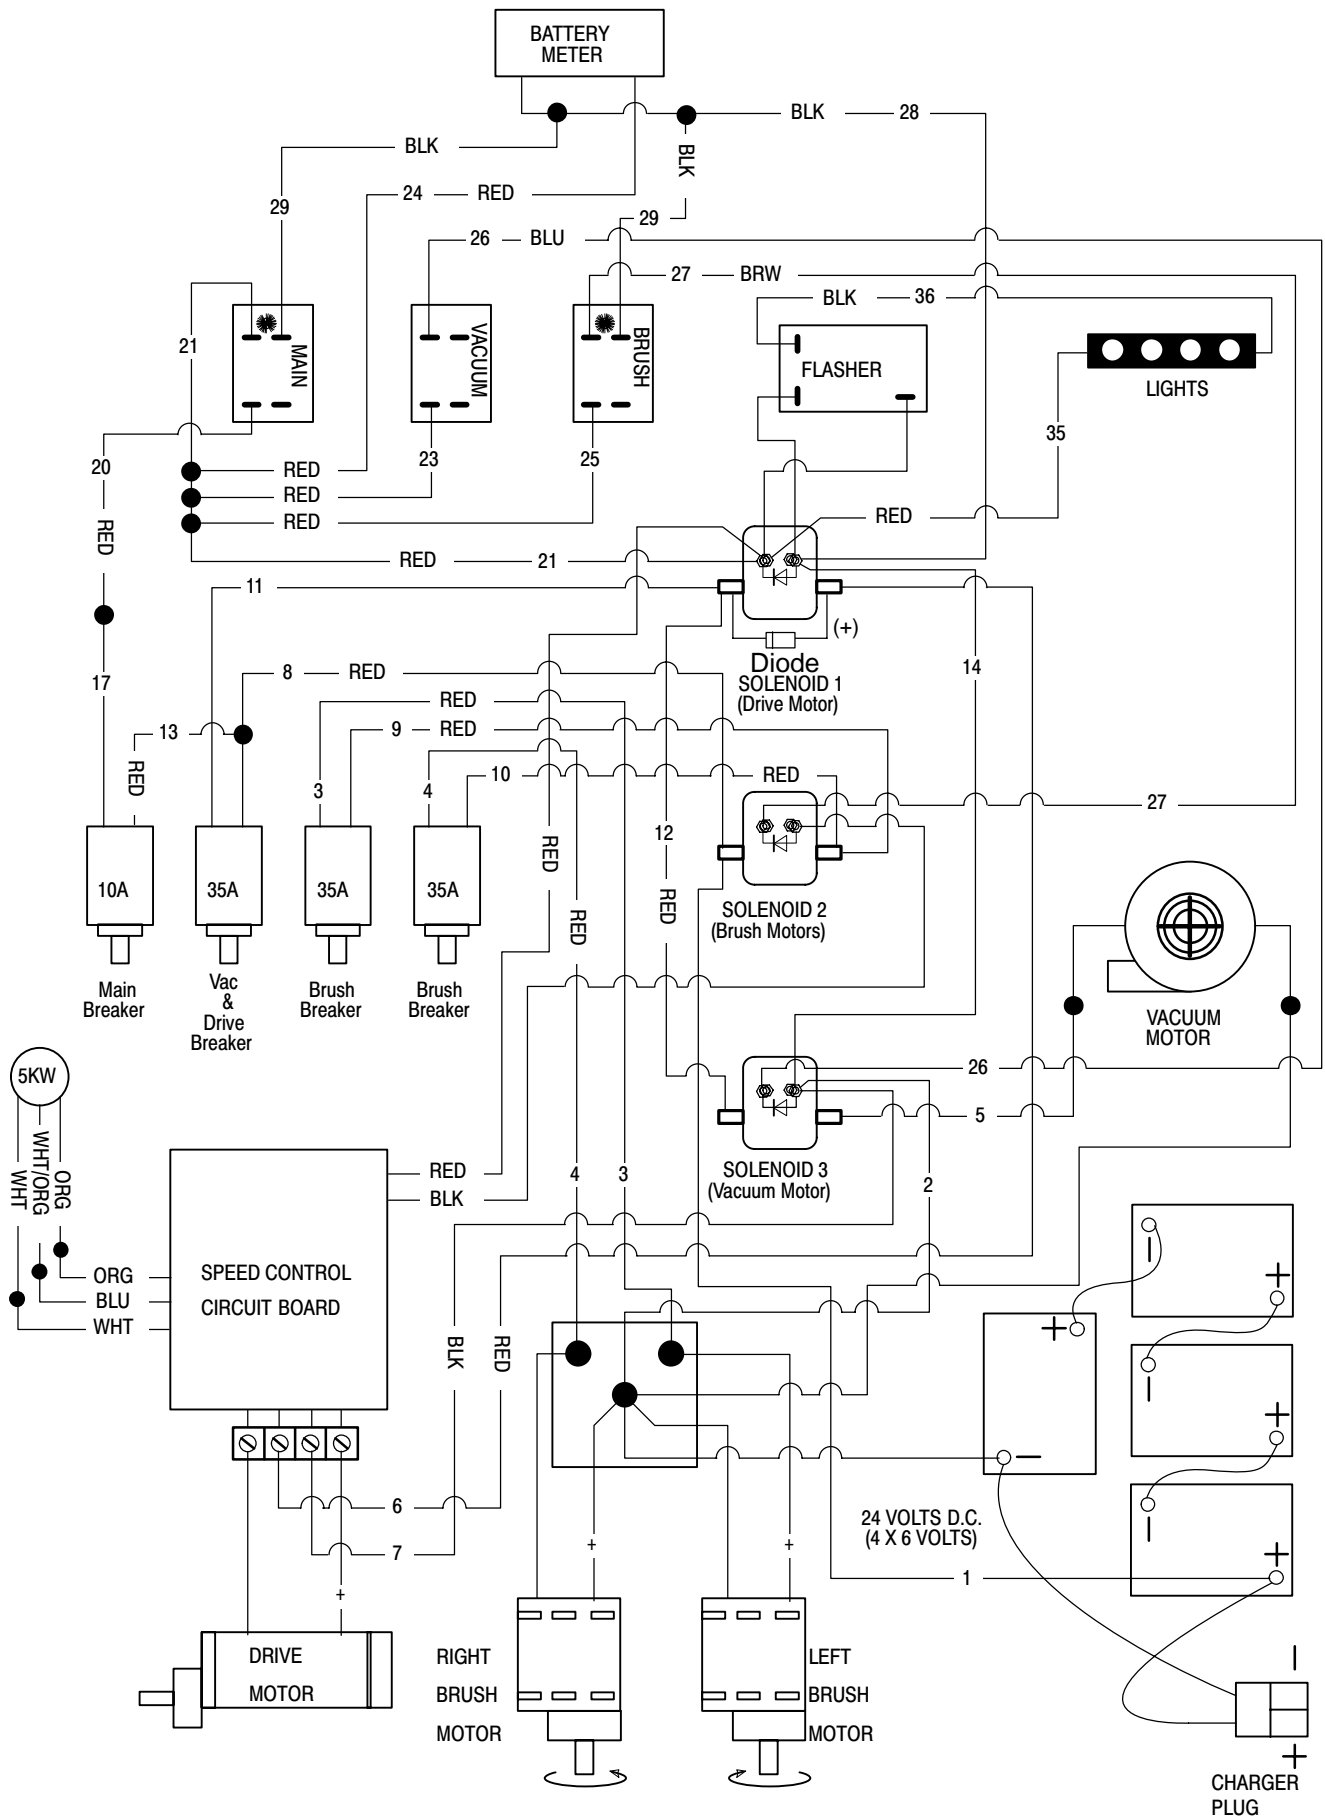 BATTERY
METER
BLK
28
BLK
BLK
24
RED
29
29
26
BLU
27
BRW
BLK
36
21
MAIN
VACUUM
BRUSH
FLASHER
LIGHTS
35
20
RED
23
25
RED
RED
RED
RED
RED
21
11
(+)
Diode
SOLENOID 1
(Drive Motor)
14
17
8
RED
RED
13
9
RED
RED
3
4
10
RED
27
12
RED
RED
RED
10A
35A
35A
35A
SOLENOID 2
(Brush Motors)
Main
Breaker
Vac
&
Drive
Breaker
Brush
Breaker
Brush
Breaker
VACUUM
MOTOR
5KW
26
5
WHT
WHT/ORG
ORG
RED
BLK
4
3
SOLENOID 3
(Vacuum Motor)
2
ORG
BLU
WHT
SPEED CONTROL
CIRCUIT BOARD
BLK
RED
−
+
+
−
+
−
+
−
+
−
6
7
24 VOLTS D.C.
(4 X 6 VOLTS)
1
+
+
+
DRIVE
MOTOR
RIGHT
BRUSH
MOTOR
LEFT
BRUSH
MOTOR
−
+
CHARGER
PLUG